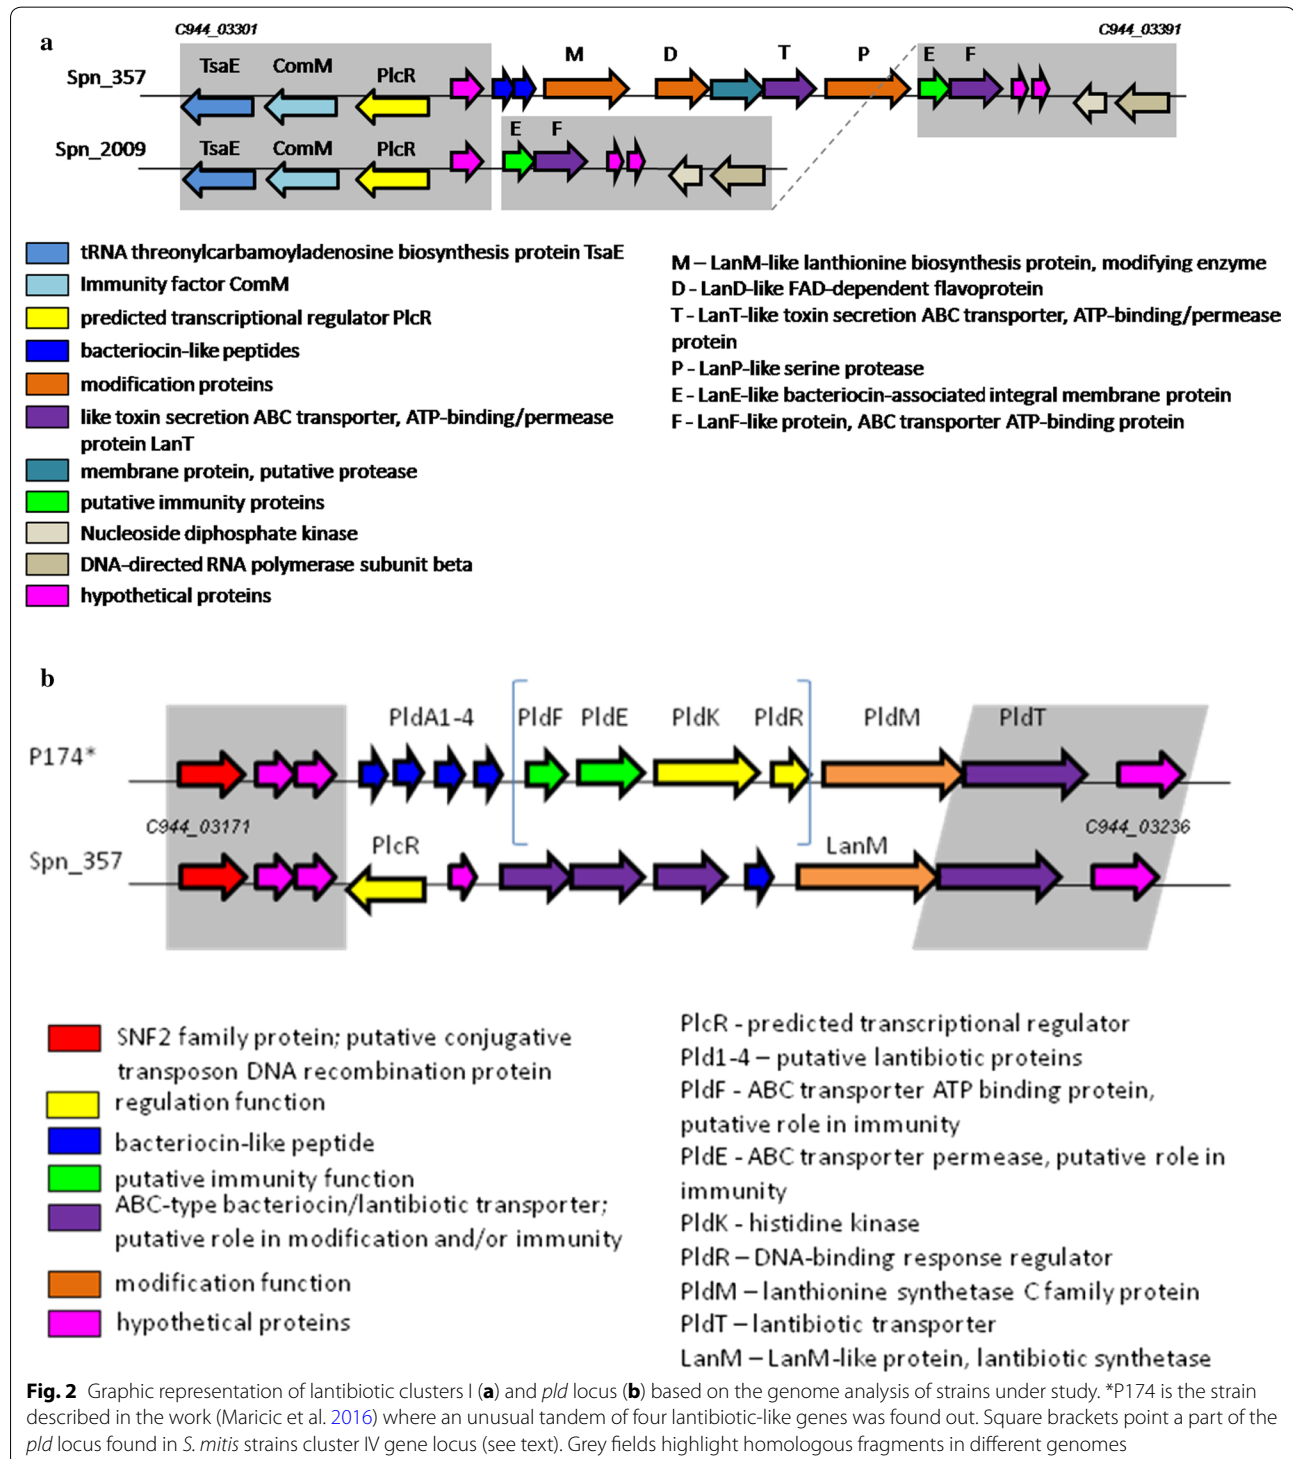 a
C944_03301
C944_03391
M D T P E F
Spn_357
TsaE ComM PlcR
E F
Spn_2009
TsaE ComM PlcR
tRNA threonylcarbamoyladenosine biosynthesis protein TsaE
Immunity factor ComM
predicted transcriptional regulator PlcR
bacteriocin-like peptides
modification proteins
like toxin secretion ABC transporter, ATP-binding/permease
protein LanT
membrane protein, putative protease
putative immunity proteins
Nucleoside diphosphate kinase
DNA-directed RNA polymerase subunit beta
hypothetical proteins
M – LanM-like lanthionine biosynthesis protein, modifying enzyme
D - LanD-like FAD-dependent flavoprotein
T - LanT-like toxin secretion ABC transporter, ATP-binding/permease
protein
P - LanP-like serine protease
E - LanE-like bacteriocin-associated integral membrane protein
F - LanF-like protein, ABC transporter ATP-binding protein
b
PldA1-4 PldF PldE PldK PldR PldM PldT
P174*
C944_03171
C944_03236
PlcR LanM
Spn_357
SNF2 family protein; putative conjugative
transposon DNA recombination protein
regulation function
bacteriocin-like peptide
putative immunity function
ABC-type bacteriocin/lantibiotic transporter;
putative role in modification and/or immunity
modification function
hypothetical proteins
PlcR - predicted transcriptional regulator
Pld1-4 – putative lantibiotic proteins
PldF - ABC transporter ATP binding protein,
putative role in immunity
PldE - ABC transporter permease, putative role in
immunity
PldK - histidine kinase
PldR – DNA-binding response regulator
PldM – lanthionine synthetase C family protein
PldT – lantibiotic transporter
LanM – LanM-like protein, lantibiotic synthetase
Fig. 2 Graphic representation of lantibiotic clusters I (a) and pld locus (b) based on the genome analysis of strains under study. *P174 is the strain
described in the work (Maricic et al. 2016) where an unusual tandem of four lantibiotic-like genes was found out. Square brackets point a part of the
pld locus found in S. mitis strains cluster IV gene locus (see text). Grey fields highlight homologous fragments in different genomes